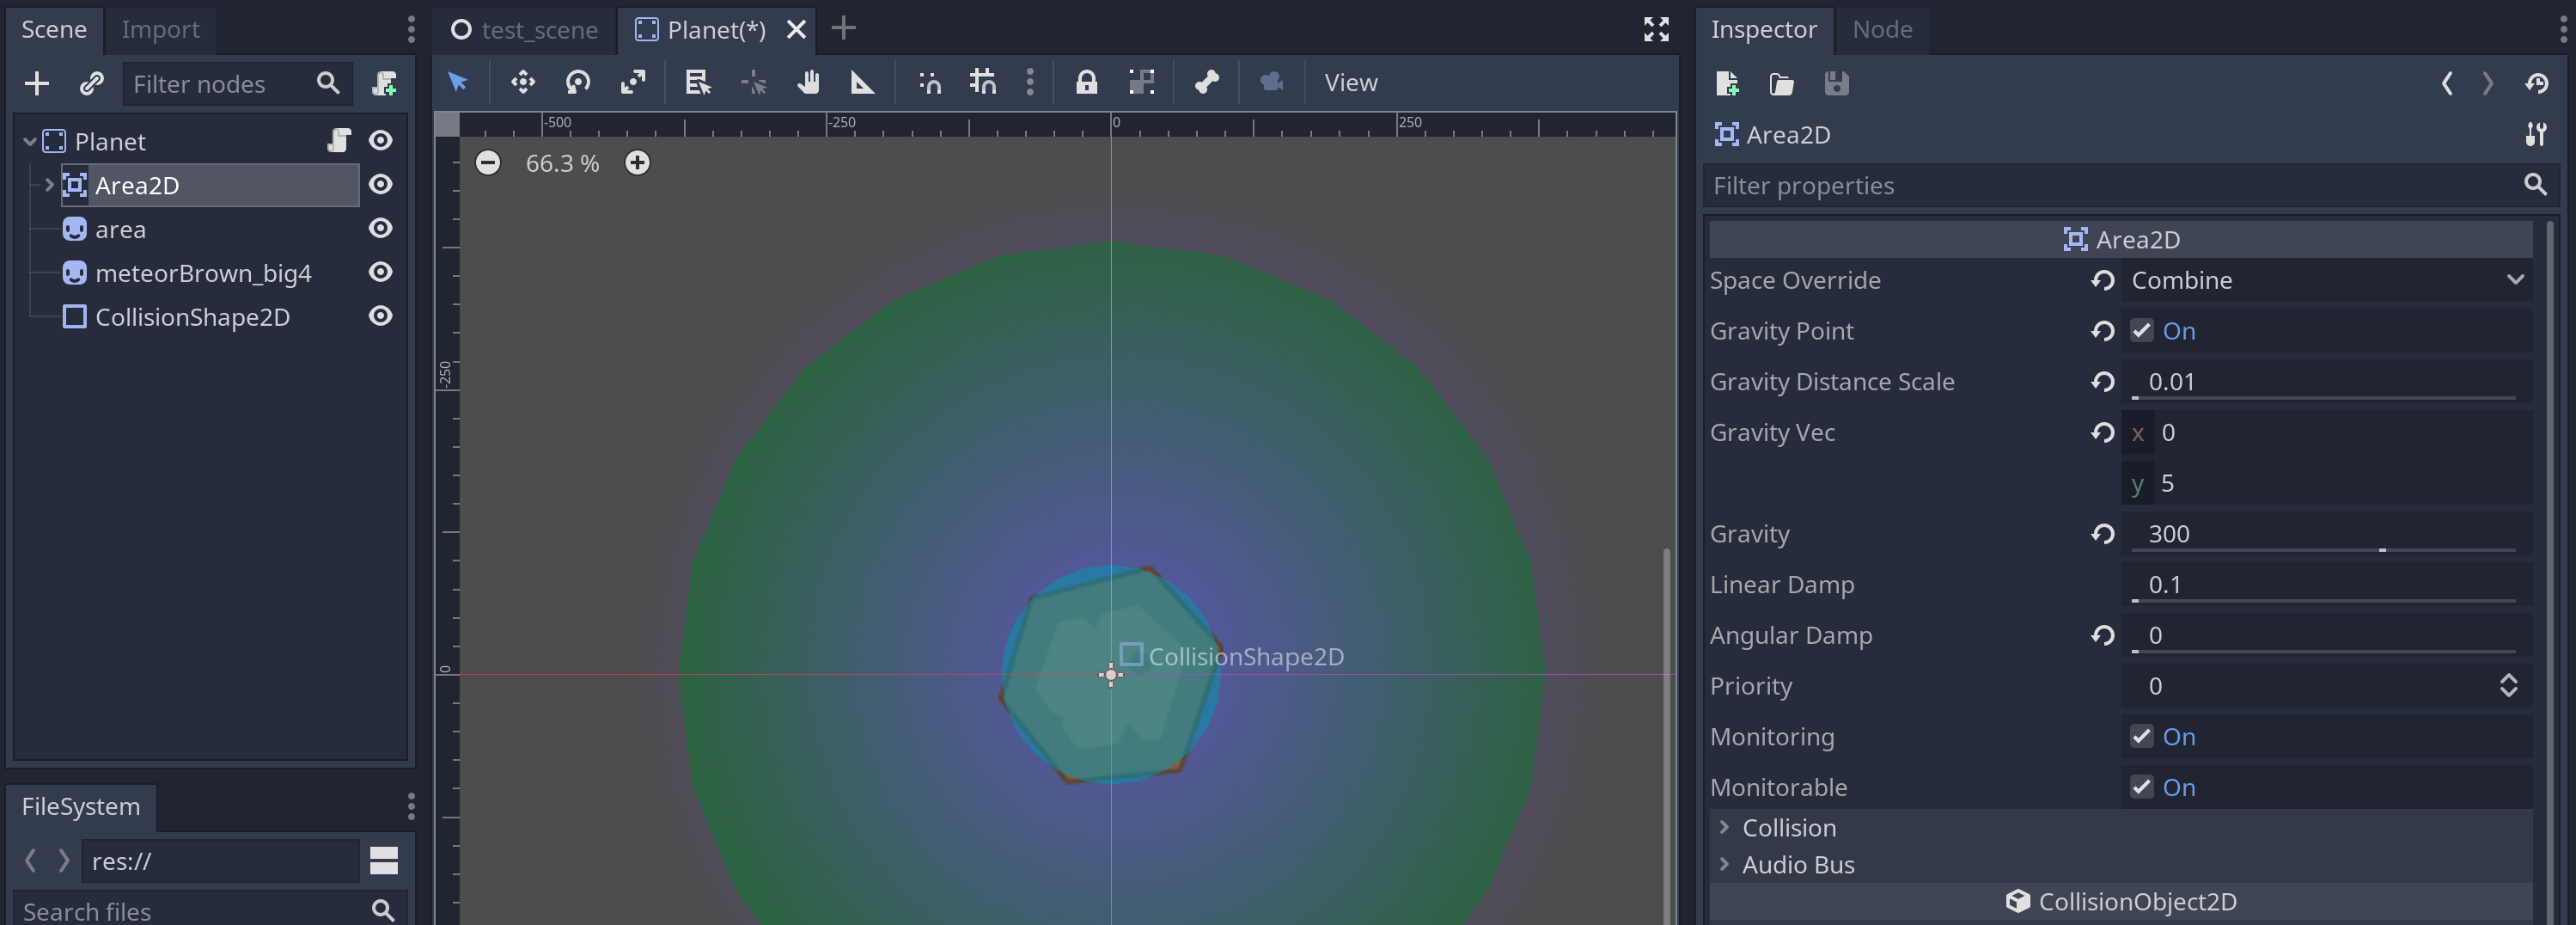 Scene Import
Filter nodes
Planet
Area2D
area
meteorBrown_big4
CollisionShape2D
FileSystem
res://
Search files
test_scene Planet(*)
View
-500 -250 0 250
66.3 %
-250
0
CollisionShape2D
Inspector Node
Area2D
Filter properties
Area2D
Space Override Combine
Gravity Point On
Gravity Distance Scale 0.01
Gravity Vec x 0
y 5
Gravity 300
Linear Damp 0.1
Angular Damp 0
Priority 0
Monitoring On
Monitorable On
Collision
Audio Bus
CollisionObject2D